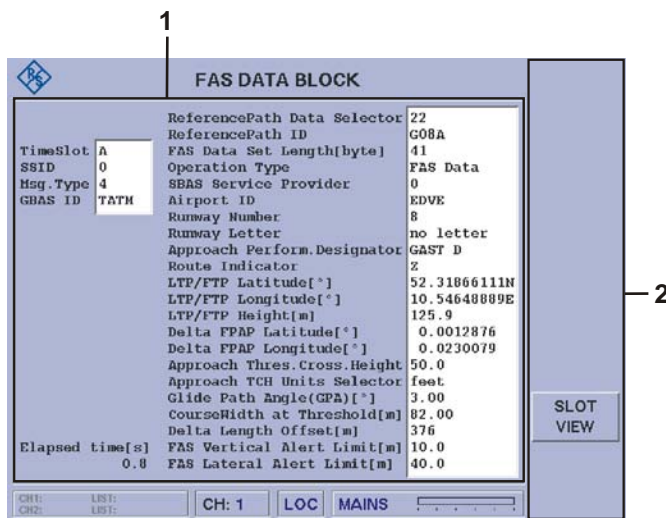 1
R&S
FAS DATA BLOCK
ReferencePath Data Selector 22
ReferencePath ID G08A
TimeSlot A FAS Data Set Length[byte] 41
SSID 0 Operation Type FAS Data
Msg.Type 4 SBAS Service Provider 0
GBAS ID TATM Airport ID EDVE
Runway Number 8
Runway Letter no letter
Approach Perform.Designator GAST D
Route Indicator Z
LTP/FTP Latitude[°] 52.31866111N
LTP/FTP Longitude[°] 10.54648889E
LTP/FTP Height[m] 125.9
Delta FPAP Latitude[°] 0.0012876
Delta FPAP Longitude[°] 0.0230079
Approach Thres.Cross.Height 50.0
Approach TCH Units Selector feet
Glide Path Angle(GPA)[°] 3.00
CourseWidth at Threshold[m] 82.00
Delta Length Offset[m] 376
Elapsed time[s] FAS Vertical Alert Limit[m] 10.0
0.8 FAS Lateral Alert Limit[m] 40.0
2
SLOT
VIEW
CH1: LIST:
CH2: LIST:
CH: 1 LOC MAINS